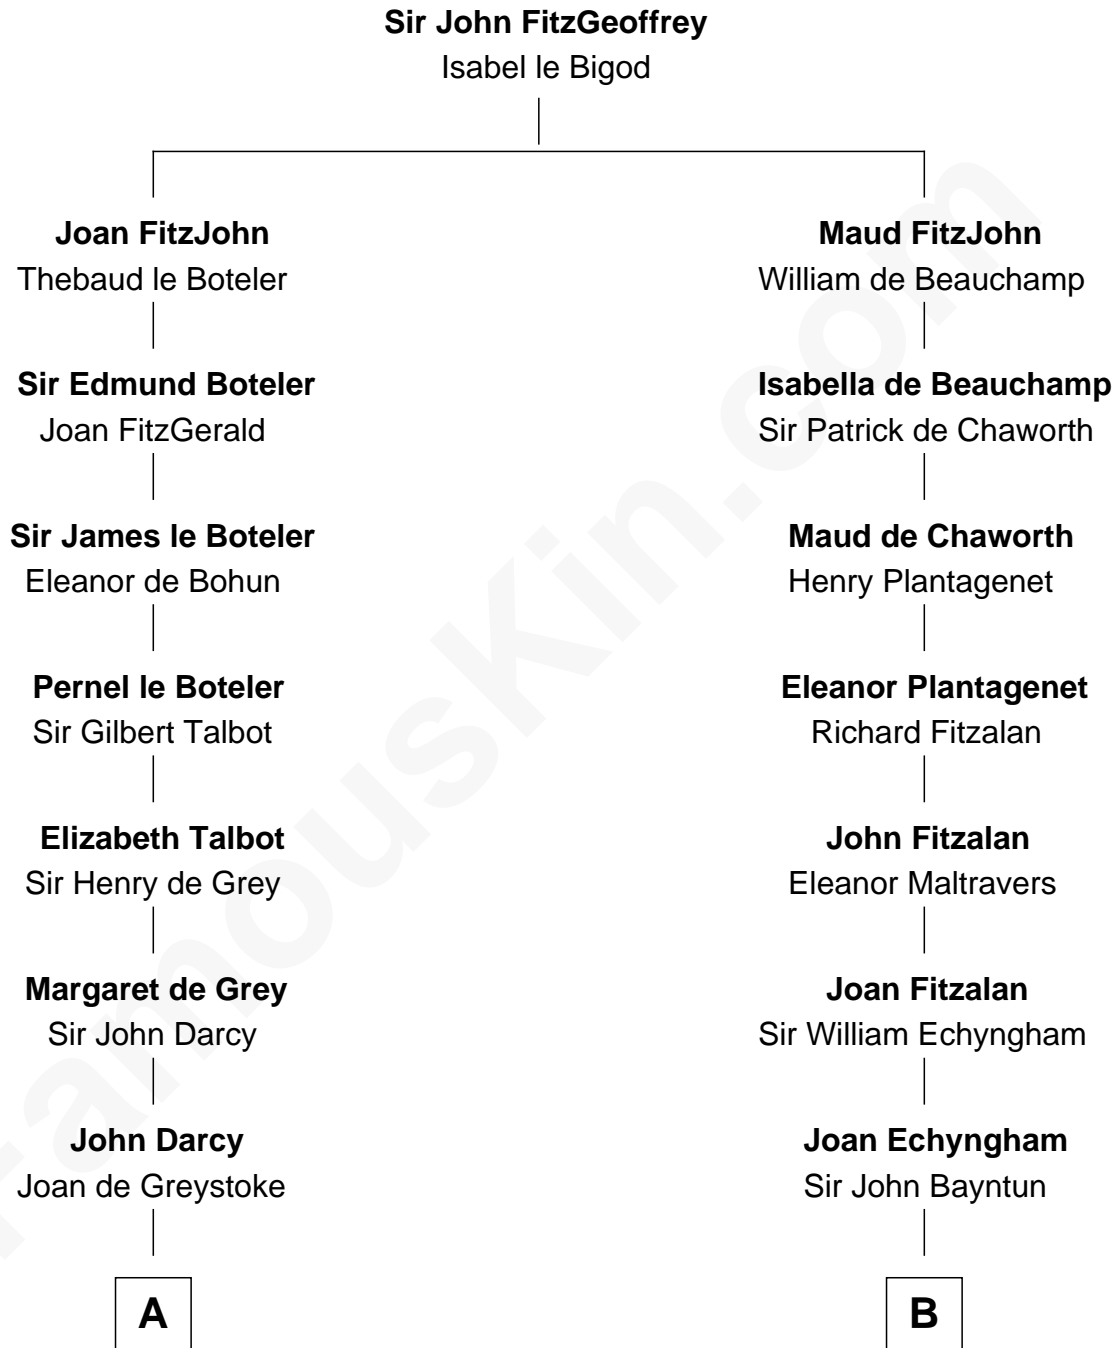 Sir John FitzGeoffrey
Isabel le Bigod
Joan FitzJohn
Thebaud le Boteler
Maud FitzJohn
William de Beauchamp
Sir Edmund Boteler
Joan FitzGerald
Isabella de Beauchamp
Sir Patrick de Chaworth
Sir James le Boteler
Eleanor de Bohun
Maud de Chaworth
Henry Plantagenet
Pernel le Boteler
Sir Gilbert Talbot
Eleanor Plantagenet
Richard Fitzalan
Elizabeth Talbot
Sir Henry de Grey
John Fitzalan
Eleanor Maltravers
Margaret de Grey
Sir John Darcy
Joan Fitzalan
Sir William Echyngham
John Darcy
Joan de Greystoke
Joan Echyngham
Sir John Bayntun
A
B
FamousKin.com